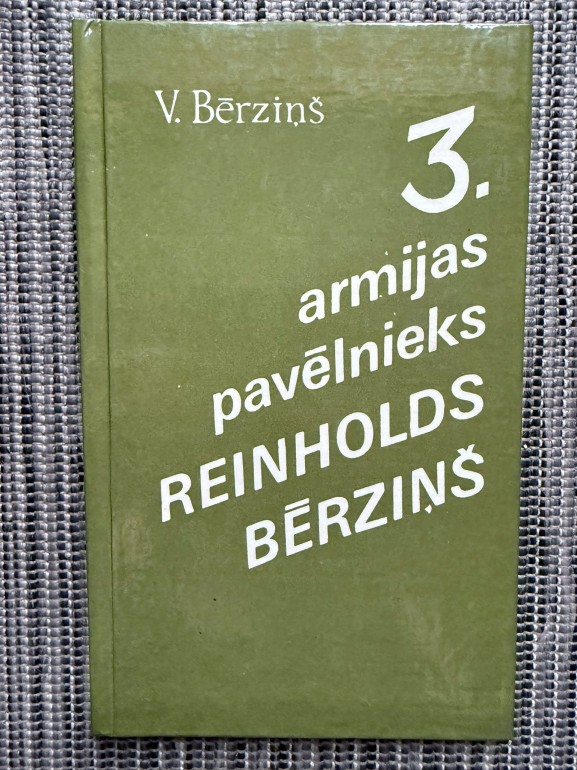 V. Bērziņš
3.
armijas
pavēlnieks
REINHOLDS
BĒRZIŅŠ